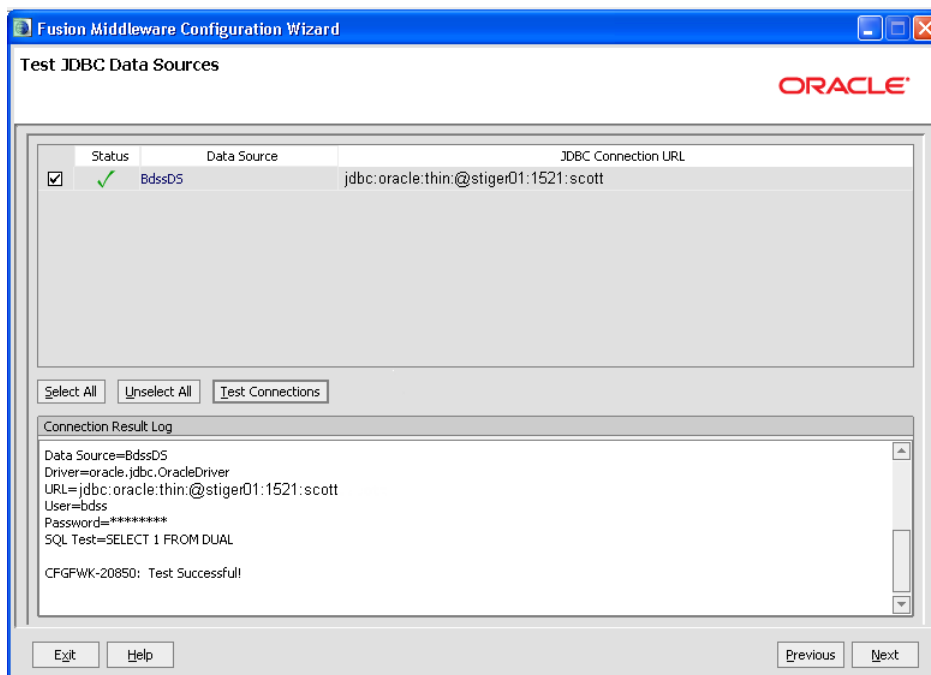 Fusion Middleware Configuration Wizard
Test JDBC Data Sources
ORACLE
Status Data Source JDBC Connection URL
BdssDS jdbc:oracle:thin:@stiger01:1521:scott
Select All Unselect All Test Connections
Connection Result Log
Data Source=BdssDS
Driver=oracle.jdbc.OracleDriver
URL=jdbc:oracle:thin:@stiger01:1521:scott
User=bdss
Password=********
SQL Test=SELECT 1 FROM DUAL
CFGFWK-20850: Test Successful!
Exit Help Previous Next